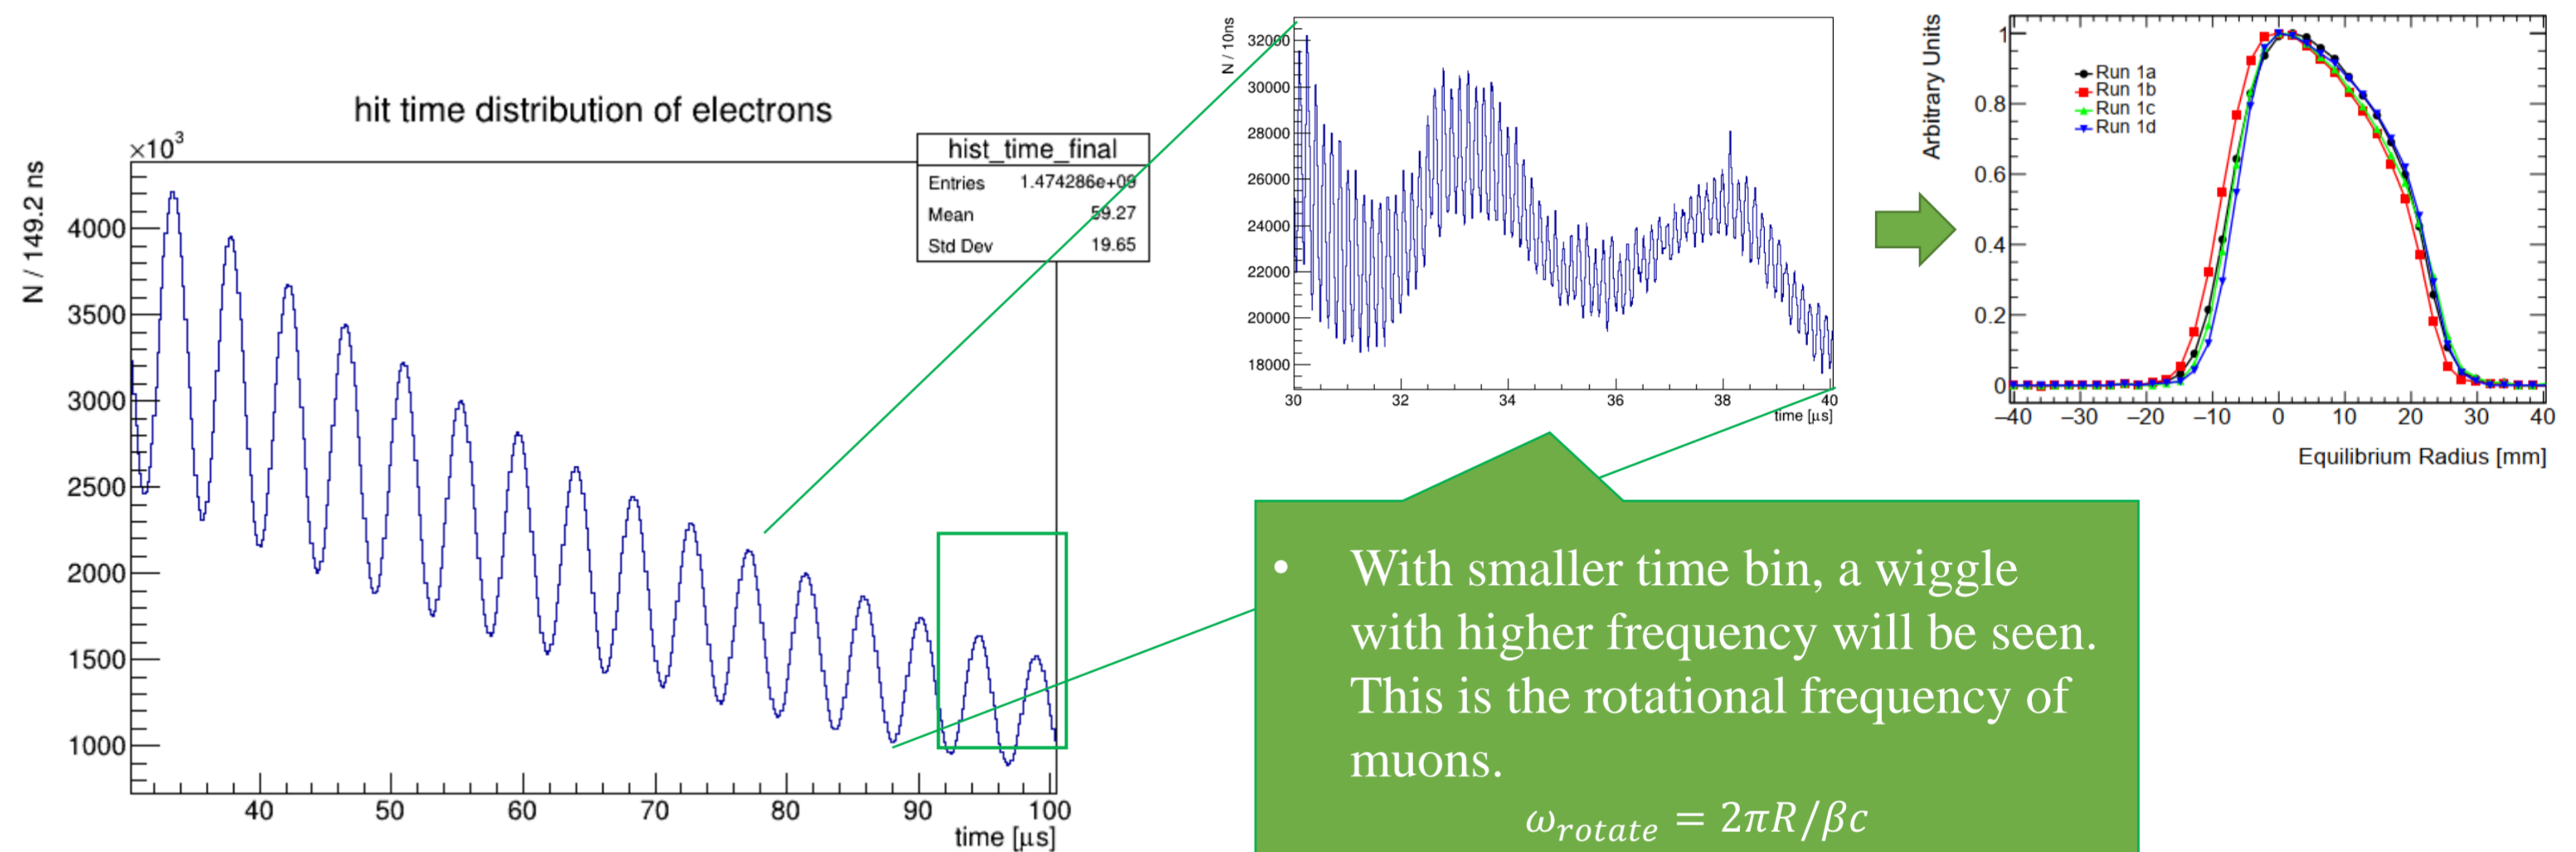 hit time distribution of electrons
×10³
N / 149.2 ns
hist_time_final
Entries 1.474286e+09
Mean 59.27
Std Dev 19.65
4000
3500
3000
2500
2000
1500
1000
40 50 60 70 80 90 100
time [µs]
N / 10ns
32000
30000
28000
26000
24000
22000
20000
18000
30 32 34 36 38 40
time [µs]
Arbitrary Units
Run 1a
Run 1b
Run 1c
Run 1d
1
0.8
0.6
0.4
0.2
0
−40 −30 −20 −10 0 10 20 30 40
Equilibrium Radius [mm]
• With smaller time bin, a wiggle
with higher frequency will be seen.
This is the rotational frequency of
muons.
ω_rotate = 2πR/βc